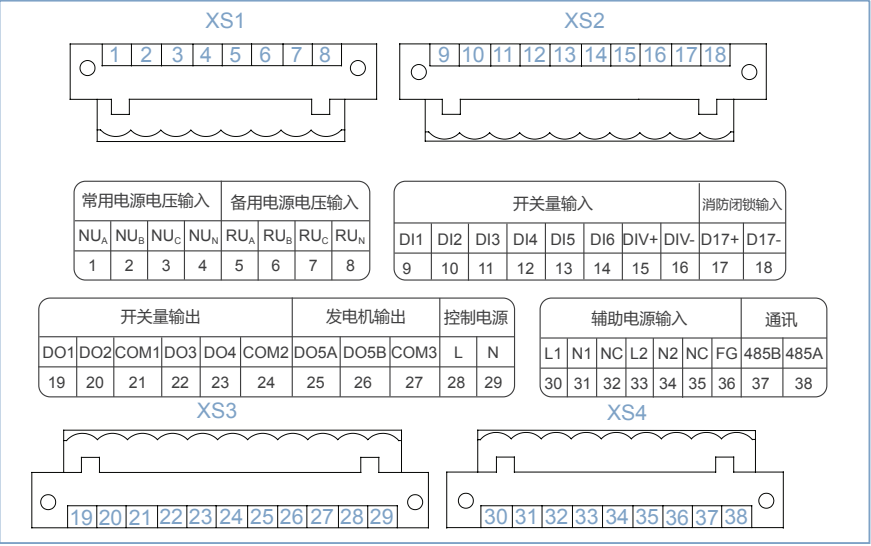 XS1 XS2
1 2 3 4 5 6 7 8
9 10 11 12 13 14 15 16 17 18
常用电源电压输入 备用电源电压输入
NU_A NU_B NU_C NU_N RU_A RU_B RU_C RU_N
1 2 3 4 5 6 7 8
开关量输入 消防闭锁输入
DI1 DI2 DI3 DI4 DI5 DI6 DIV+ DIV- D17+ D17-
9 10 11 12 13 14 15 16 17 18
开关量输出 发电机输出 控制电源
DO1 DO2 COM1 DO3 DO4 COM2 DO5A DO5B COM3 L N
19 20 21 22 23 24 25 26 27 28 29
辅助电源输入 通讯
L1 N1 NC L2 N2 NC FG 485B 485A
30 31 32 33 34 35 36 37 38
XS3 XS4
19 20 21 22 23 24 25 26 27 28 29
30 31 32 33 34 35 36 37 38